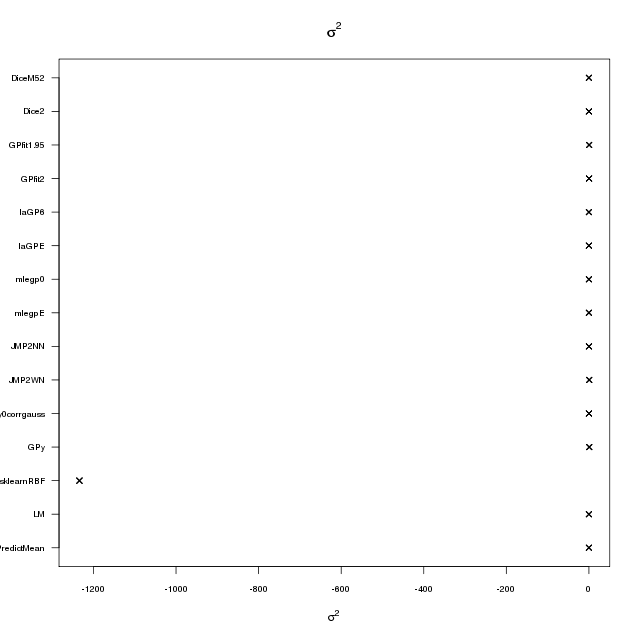 σ²
DiceM52
Dice2
GPfit1.95
GPfit2
laGP6
laGPE
mlegp0
mlegpE
JMP2NN
JMP2WN
y0corrgauss
GPy
sklearnRBF
LM
PredictMean
-1200 -1000 -800 -600 -400 -200 0
σ²